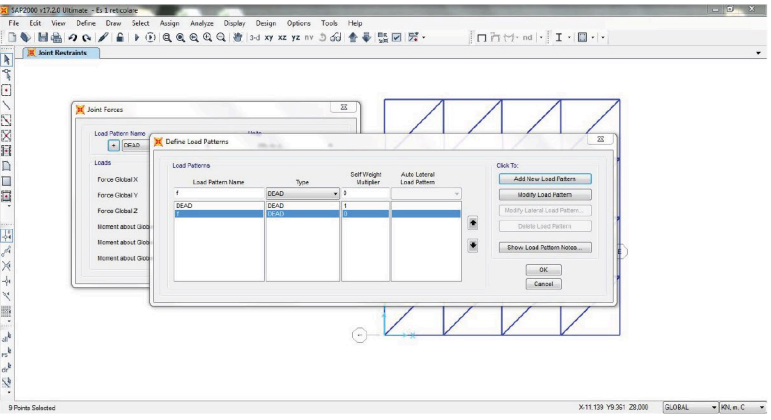 SAP2000 v17.2.0 Ultimate - Es 1 reticolare
File Edit View Define Draw Select Assign Analyze Display Design Options Tools Help
3-d xy xz yz nv nd
Joint Restraints
Joint Forces
Load Pattern Name Units
+ DEAD
Loads
Force Global X
Force Global Y
Force Global Z
Moment about Glob
Moment about Glob
Moment about Glob
Define Load Patterns
Load Patterns
Load Pattern Name Type Self Weight Multiplier Auto Lateral Load Pattern
f DEAD 0
DEAD DEAD 1
f DEAD 0
Click To:
Add New Load Pattern
Modify Load Pattern
Modify Lateral Load Pattern...
Delete Load Pattern
Show Load Pattern Notes...
OK
Cancel
9 Points Selected X-11.139 Y9.361 Z8.000 GLOBAL KN, m, C